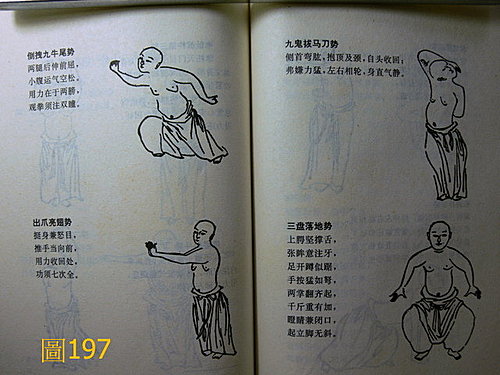 倒拽九牛尾势
两腿后伸前屈，
小腹运气空松。
用力在于两膀，
观拳须注双瞳。
出爪亮翅势
挺身兼怒目，
推手当向前，
用力收回处，
功须七次全。
圖197
九鬼拔马刀势
侧首弯肱，抱顶及颈，自头收回；
弗嫌力猛，左右相轮，身直气静。
三盘落地势
上腭坚撑舌，
张眸意注牙，
足开蹲似踞，
手按猛如弩，
两掌翻齐起，
千斤重有加，
瞪睛兼闭口，
起立脚无斜。